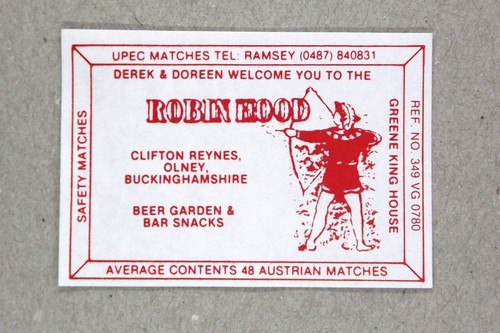 UPEC MATCHES TEL: RAMSEY (0487) 840831
DEREK & DOREEN WELCOME YOU TO THE
ROBIN HOOD
CLIFTON REYNES,
OLNEY,
BUCKINGHAMSHIRE
BEER GARDEN &
BAR SNACKS
SAFETY MATCHES
GREENE KING HOUSE
REF. NO. 349 VG 0780
AVERAGE CONTENTS 48 AUSTRIAN MATCHES